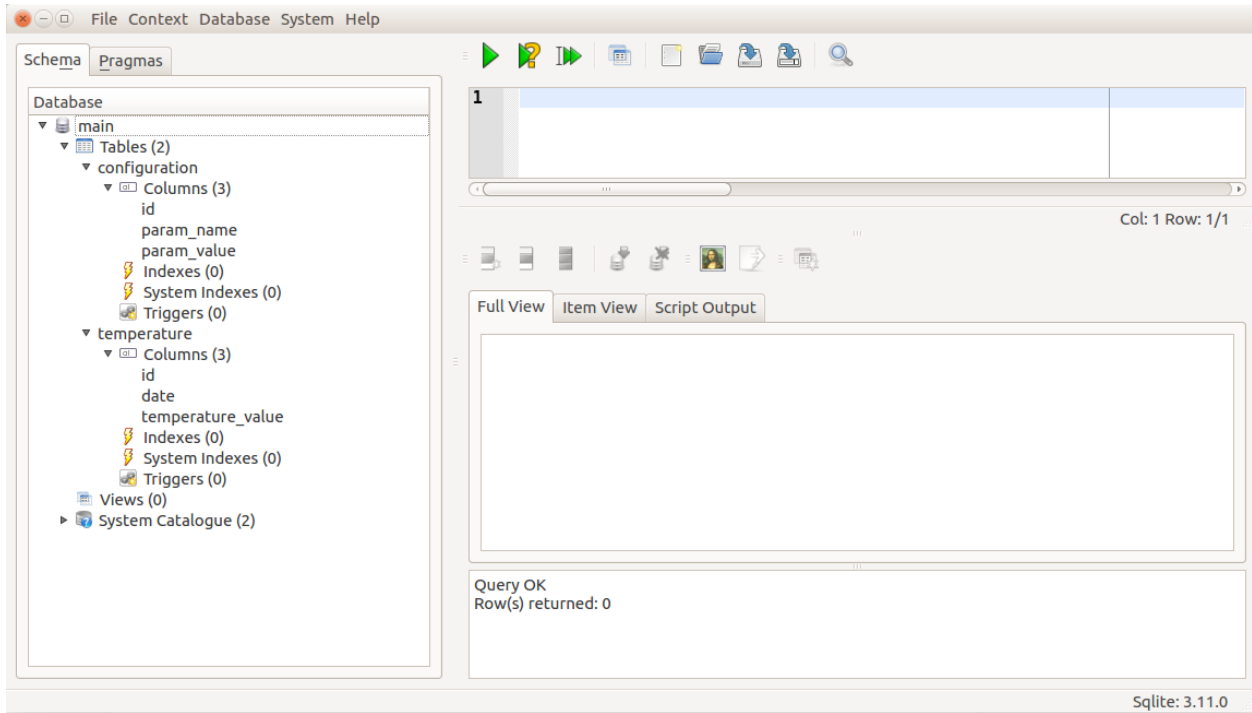 File Context Database System Help
Schema Pragmas
Database
main
Tables (2)
configuration
Columns (3)
id
param_name
param_value
Indexes (0)
System Indexes (0)
Triggers (0)
temperature
Columns (3)
id
date
temperature_value
Indexes (0)
System Indexes (0)
Triggers (0)
Views (0)
System Catalogue (2)
1
Col: 1 Row: 1/1
Full View Item View Script Output
Query OK
Row(s) returned: 0
Sqlite: 3.11.0